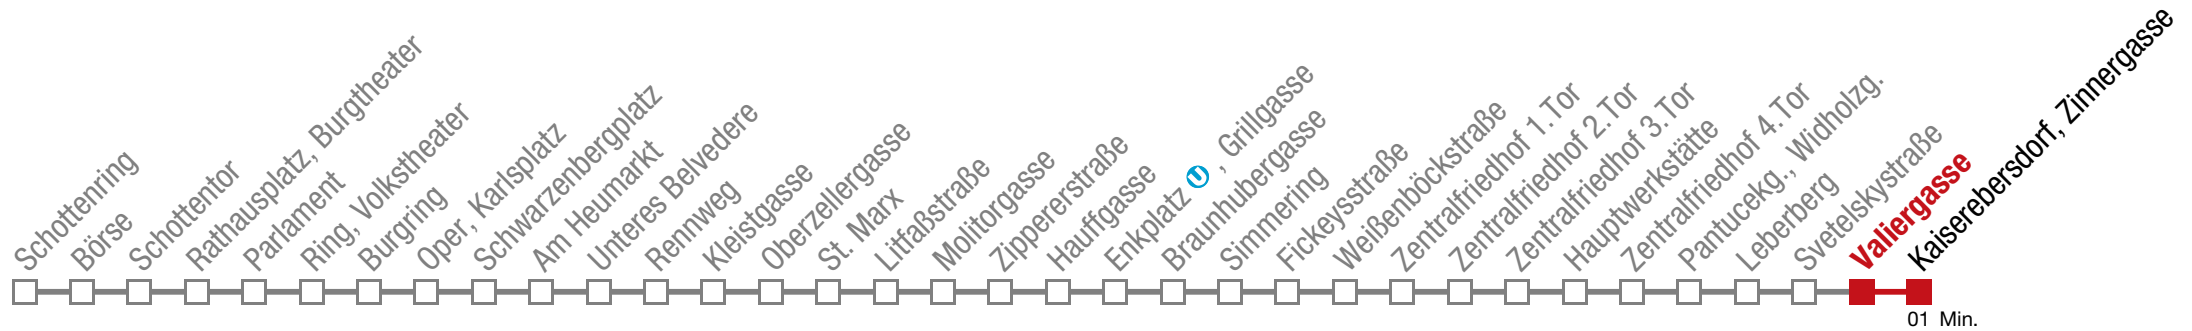 Schottenring
Börse
Schottentor
Rathausplatz, Burgtheater
Parlament
Ring, Volkstheater
Burgring
Oper, Karlsplatz
Schwarzenbergplatz
Am Heumarkt
Unteres Belvedere
Rennweg
Kleistgasse
Oberzellergasse
St. Marx
Litfaßstraße
Molitorgasse
Zippererstraße
Hauffgasse
Enkplatz U , Grillgasse
Braunhubergasse
Simmering
Fickeysstraße
Weißenböckstraße
Zentralfriedhof 1.Tor
Zentralfriedhof 2.Tor
Zentralfriedhof 3.Tor
Hauptwerkstätte
Zentralfriedhof 4.Tor
Pantucekg., Widholzg.
Leberberg
Svetelskystraße
Valiergasse
Kaiserebersdorf, Zinnergasse
01 Min.